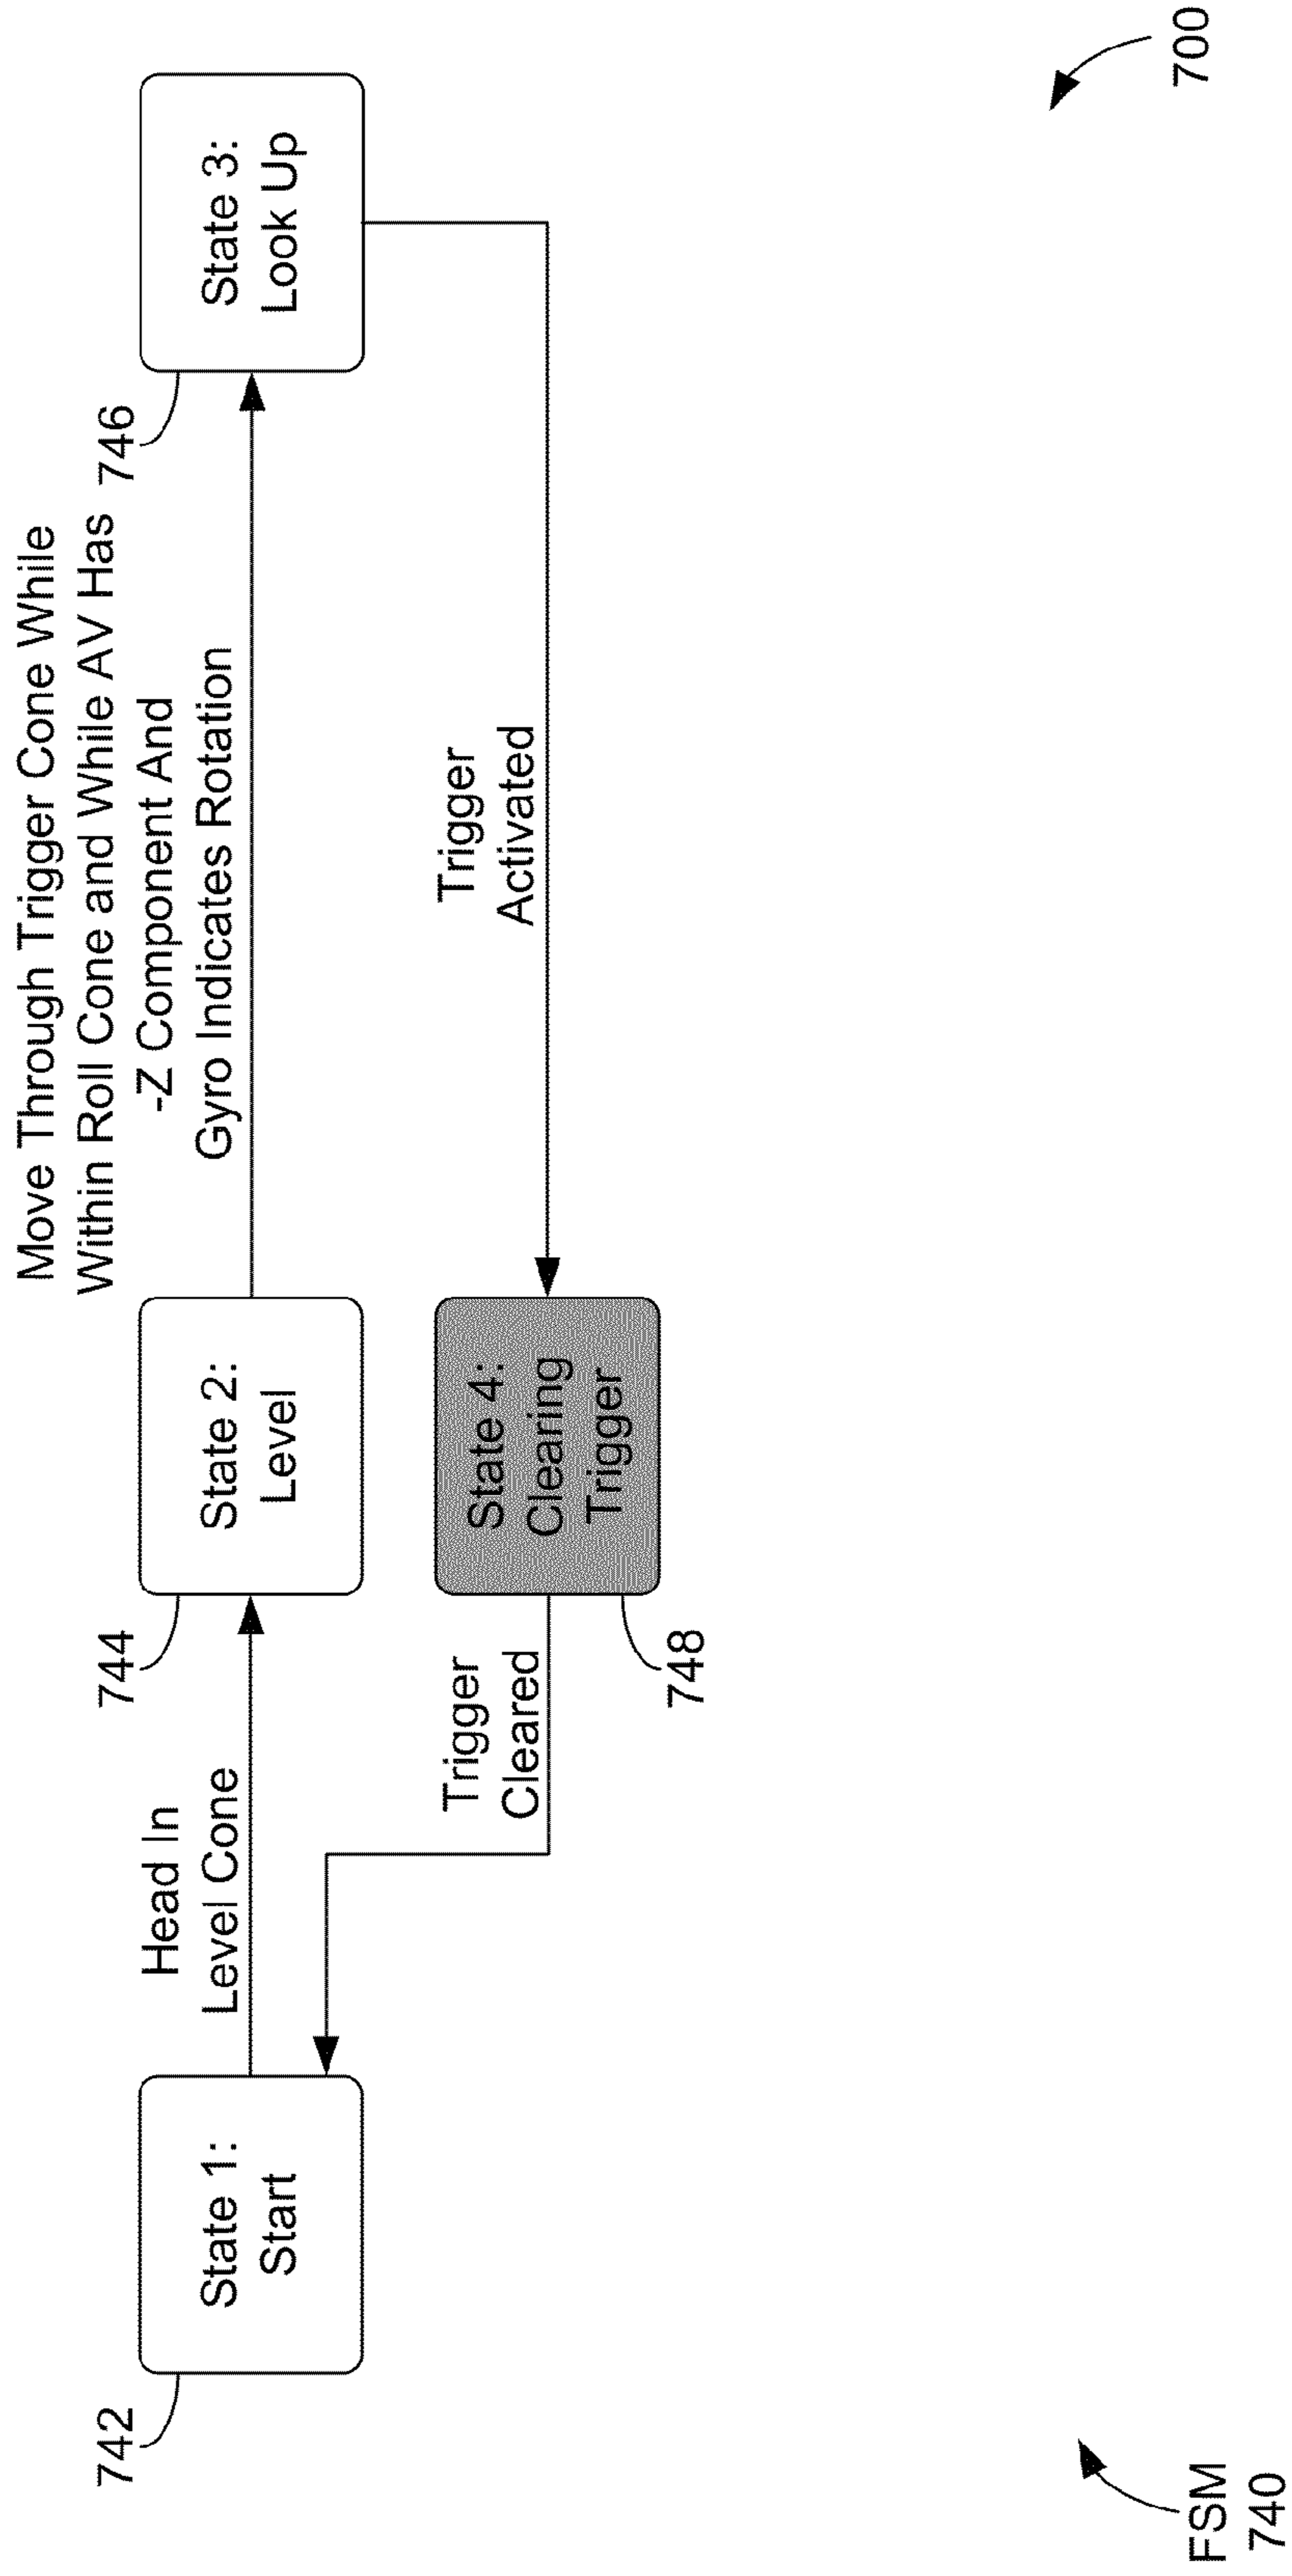 Move Through Trigger Cone While
Within Roll Cone and While AV Has
-Z Component And
Gyro Indicates Rotation
742
744
746
Head In
Level Cone
State 1:
Start
State 2:
Level
State 3:
Look Up
Trigger
Cleared
Trigger
Activated
State 4:
Clearing
Trigger
748
FSM
740
700